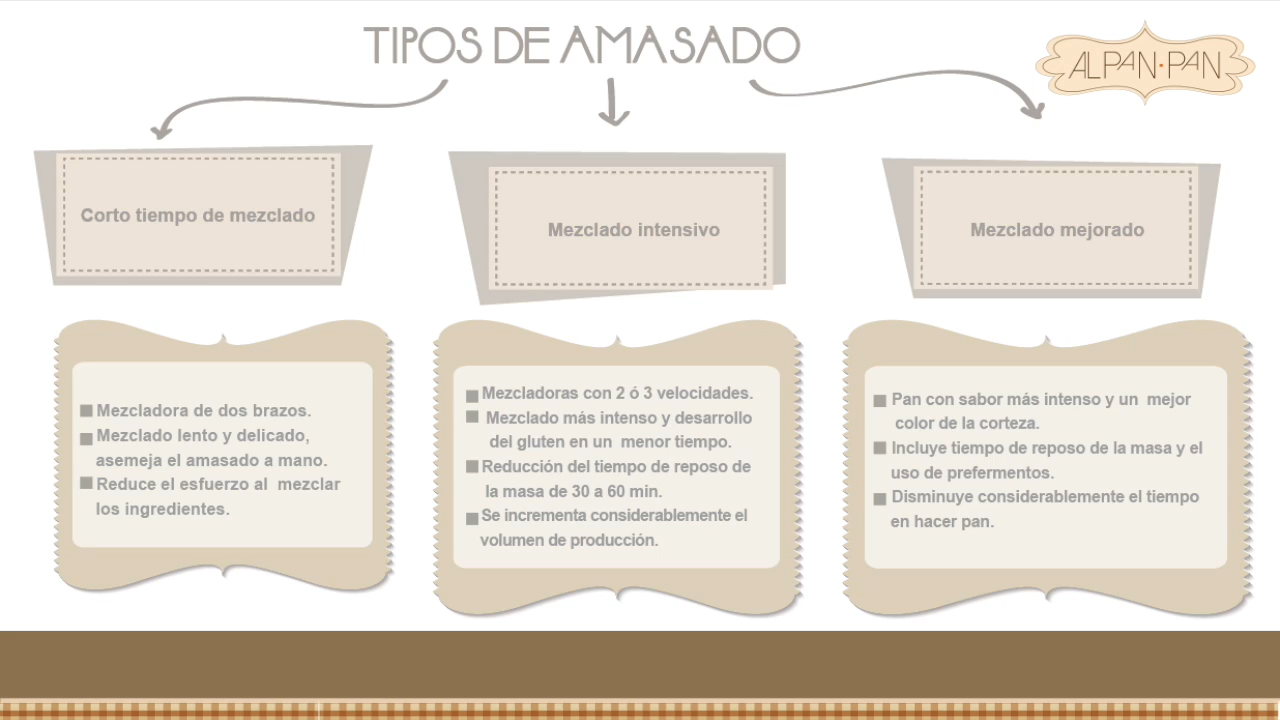 TIPOS DE AMASADO
ALPAN·PAN
Corto tiempo de mezclado
Mezclado intensivo
Mezclado mejorado
Mezcladora de dos brazos.
Mezclado lento y delicado,
asemeja el amasado a mano.
Reduce el esfuerzo al mezclar
los ingredientes.
Mezcladoras con 2 ó 3 velocidades.
Mezclado más intenso y desarrollo
del gluten en un menor tiempo.
Reducción del tiempo de reposo de
la masa de 30 a 60 min.
Se incrementa considerablemente el
volumen de producción.
Pan con sabor más intenso y un mejor
color de la corteza.
Incluye tiempo de reposo de la masa y el
uso de prefermentos.
Disminuye considerablemente el tiempo
en hacer pan.